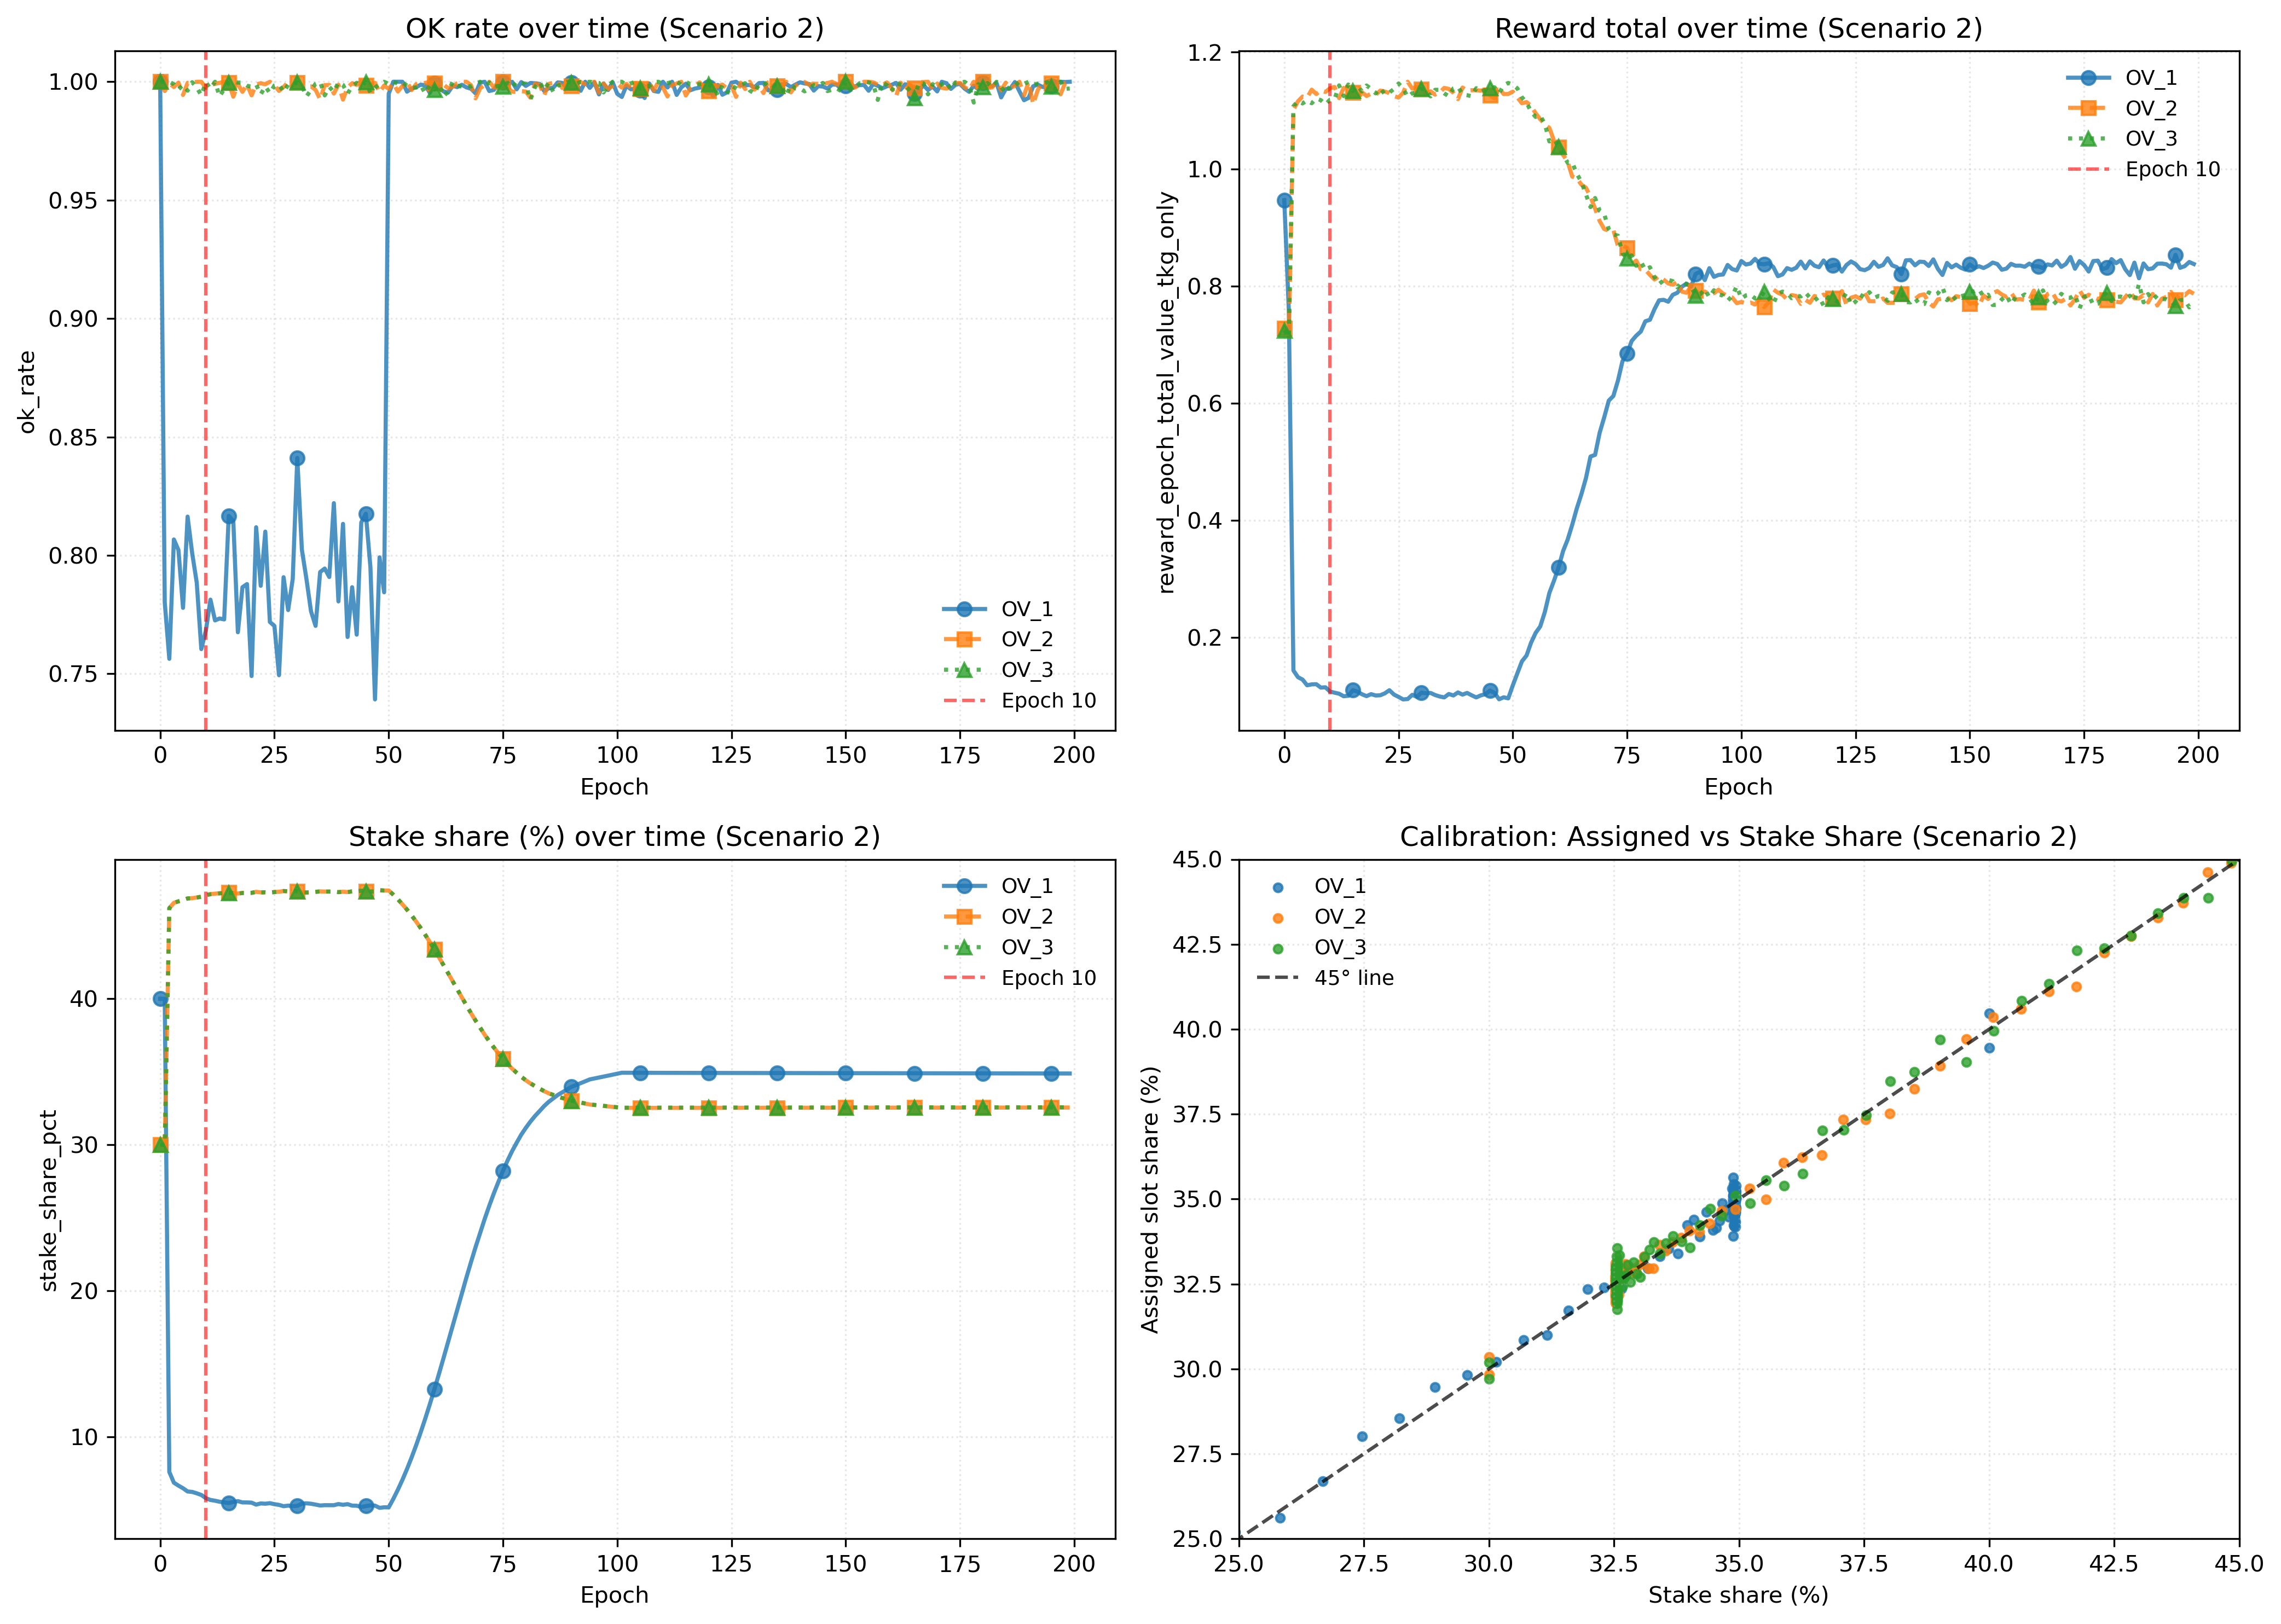 OK rate over time (Scenario 2)
ok_rate
1.00
0.95
0.90
0.85
0.80
0.75
OV_1
OV_2
OV_3
Epoch 10
0 25 50 75 100 125 150 175 200
Epoch
Reward total over time (Scenario 2)
reward_epoch_total_value_tkg_only
1.2
1.0
0.8
0.6
0.4
0.2
OV_1
OV_2
OV_3
Epoch 10
0 25 50 75 100 125 150 175 200
Epoch
Stake share (%) over time (Scenario 2)
stake_share_pct
40
30
20
10
OV_1
OV_2
OV_3
Epoch 10
0 25 50 75 100 125 150 175 200
Epoch
Calibration: Assigned vs Stake Share (Scenario 2)
Assigned slot share (%)
45.0
42.5
40.0
37.5
35.0
32.5
30.0
27.5
25.0
OV_1
OV_2
OV_3
45° line
25.0 27.5 30.0 32.5 35.0 37.5 40.0 42.5 45.0
Stake share (%)